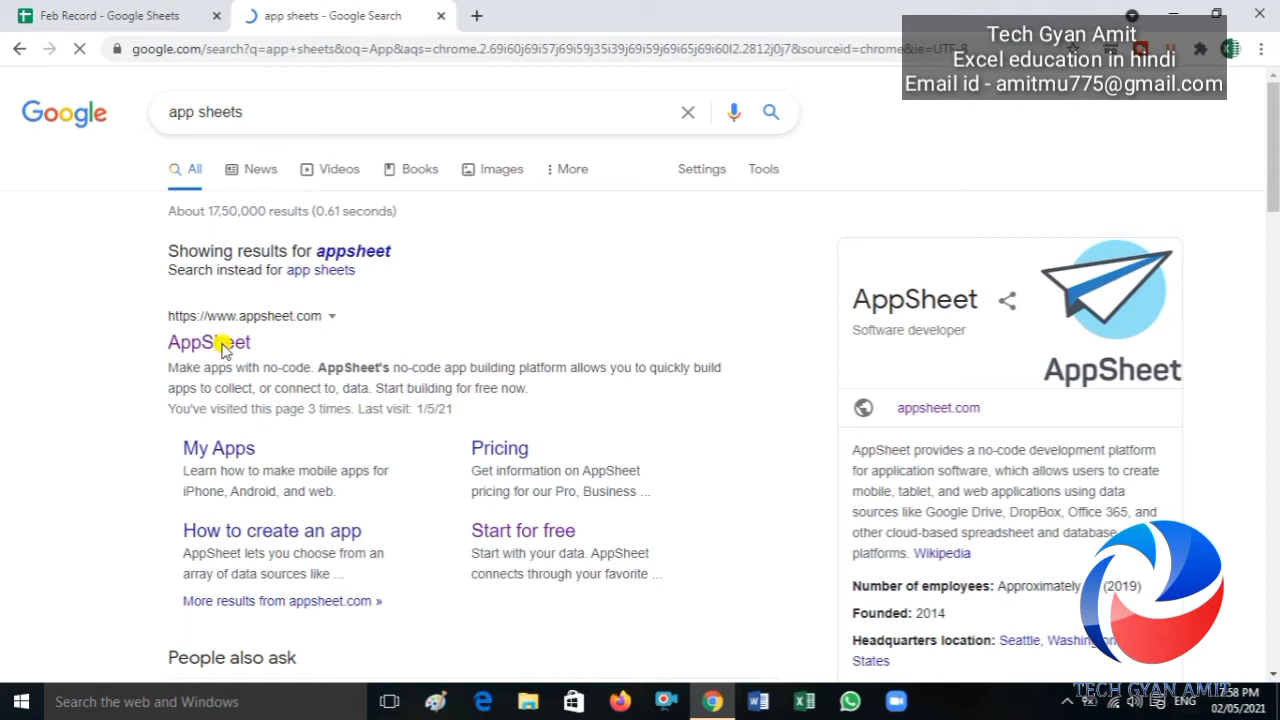 Feb Record - Google Sheets
app sheets - Google Search
google.com/search?q=app+sheets&oq=App&aqs=chrome.2.69i60j69i57j69i59j35i39j69i59j69i65j69i60l2.2812j0j7&sourceid=chrome&ie=UTF-8
Tech Gyan Amit
Excel education in hindi
Email id - amitmu775@gmail.com
Google
app sheets
All
News
Videos
Books
Images
More
Settings
Tools
About 17,50,000 results (0.61 seconds)
Showing results for appsheet
Search instead for app sheets
https://www.appsheet.com
AppSheet
Make apps with no-code. AppSheet's no-code app building platform allows you to quickly build
apps to collect, or connect to, data. Start building for free now.
You've visited this page 3 times. Last visit: 1/5/21
My Apps
Learn how to make mobile apps for
iPhone, Android, and web.
Pricing
Get information on AppSheet
pricing for our Pro, Business ...
How to create an app
AppSheet lets you choose from an
array of data sources like ...
Start for free
Start with your data. AppSheet
connects through your favorite ...
More results from appsheet.com »
People also ask
AppSheet
Software developer
AppSheet
appsheet.com
AppSheet provides a no-code development platform
for application software, which allows users to create
mobile, tablet, and web applications using data
sources like Google Drive, DropBox, Office 365, and
other cloud-based spreadsheet and database
platforms. Wikipedia
Number of employees: Approximately (2019)
Founded: 2014
Headquarters location: Seattle, Washington
States
TECH GYAN AMIT
Search the web and Windows
ENG
7:58 PM
02/05/2021